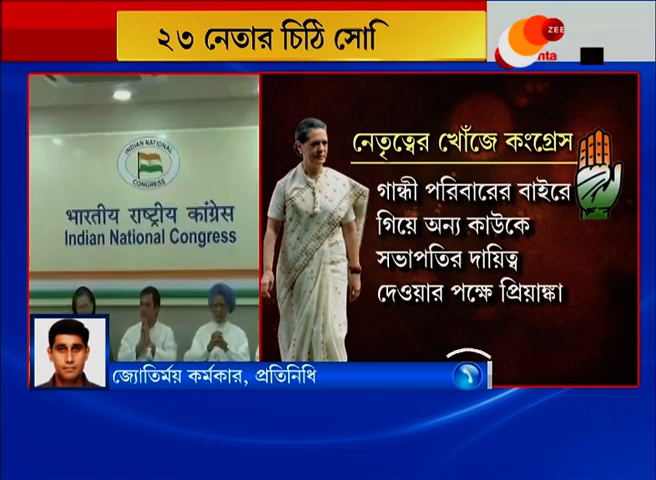 ২৩ নেতার চিঠি সো
ZEE
INDIAN NATIONAL
CONGRESS
भारतीय राष्ट्रीय कांग्रेस
Indian National Congress
নেতৃত্বের খোঁজে কংগ্রেস
গান্ধী পরিবারের বাইরে
গিয়ে অন্য কাউকে
সভাপতির দায়িত্ব
দেওয়ার পক্ষে প্রিয়াঙ্কা
জ্যোতির্ময় কর্মকার, প্রতিনিধি